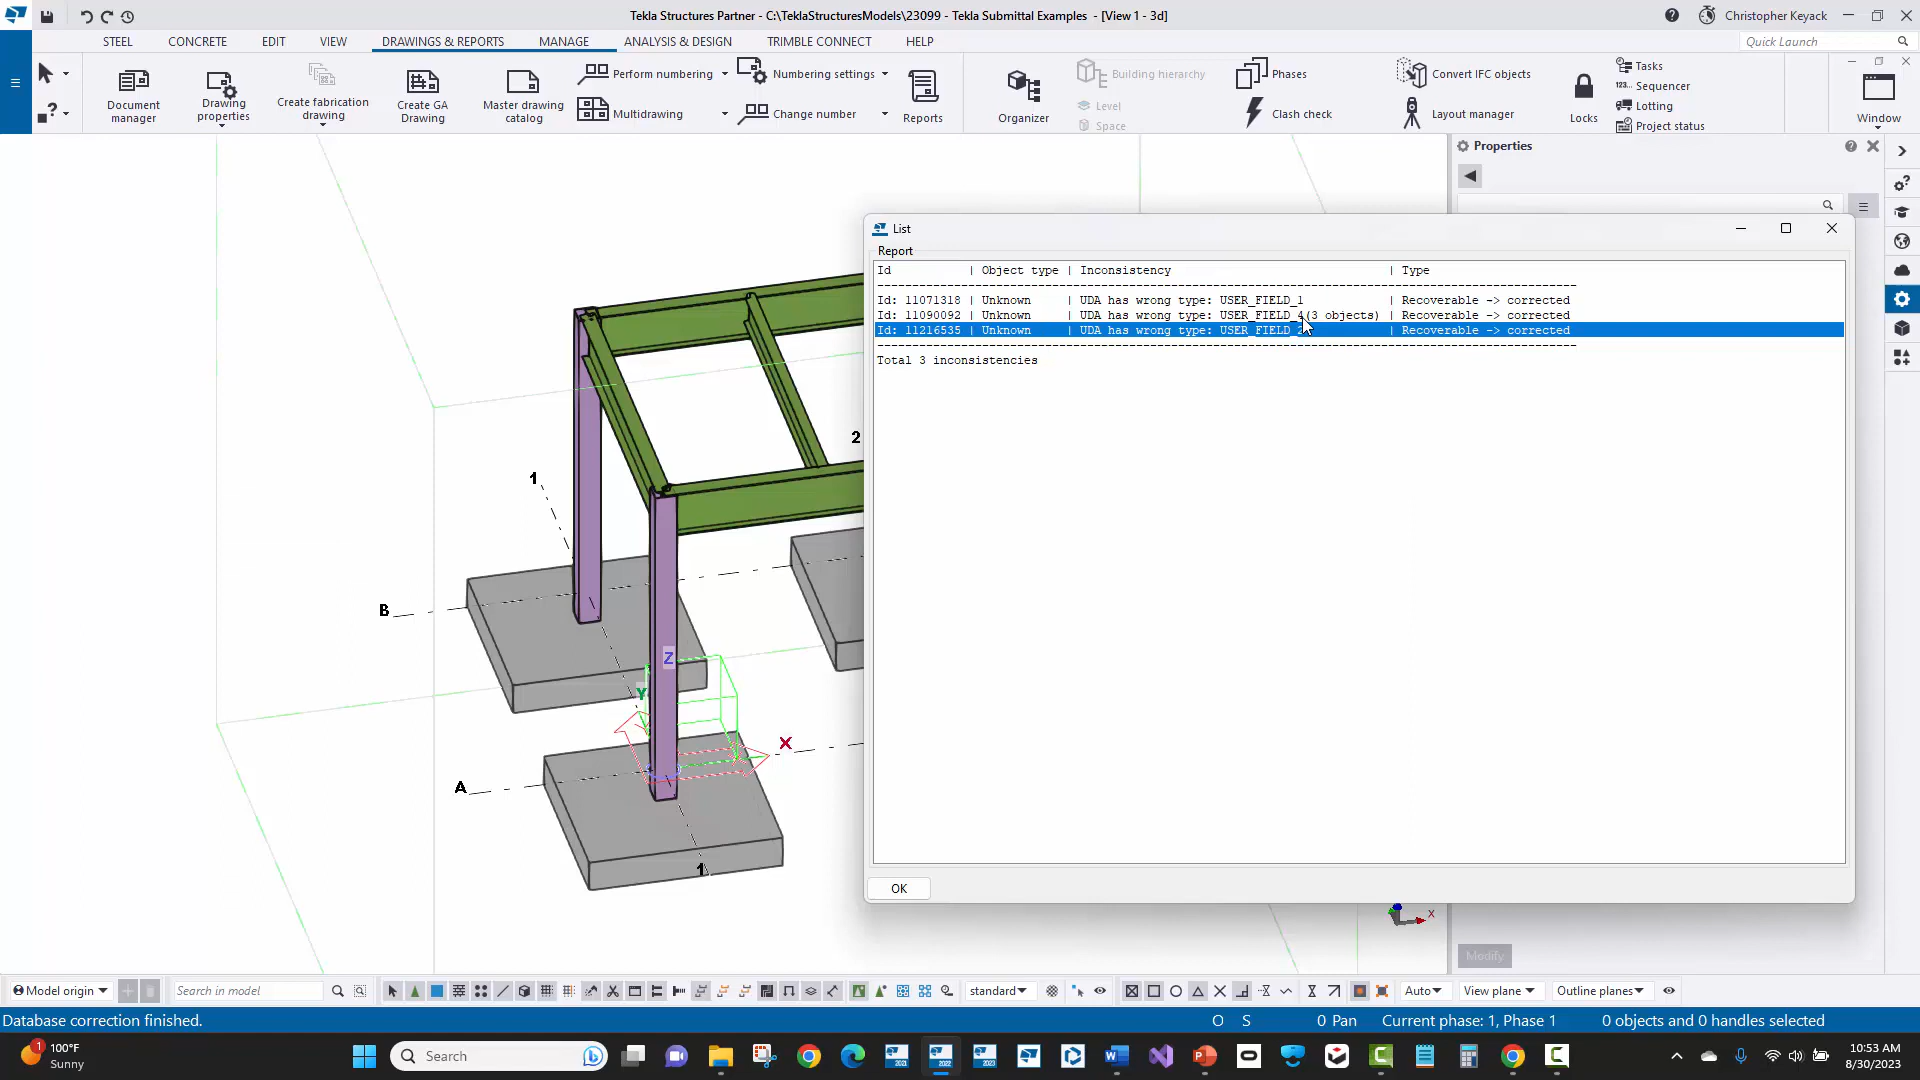 Tekla Structures Partner - C:\TeklaStructuresModels\23099 - Tekla Submittal Examples - [View 1 - 3d]
Christopher Keyack
STEEL CONCRETE EDIT VIEW DRAWINGS & REPORTS MANAGE ANALYSIS & DESIGN TRIMBLE CONNECT HELP
Quick Launch
Document manager
Drawing properties
Create fabrication drawing
Create GA Drawing
Master drawing catalog
Perform numbering
Multidrawing
Numbering settings
Change number
Reports
Organizer
Building hierarchy
Level
Space
Phases
Clash check
Convert IFC objects
Layout manager
Locks
Tasks
Sequencer
Lotting
Project status
Window
Properties
List
Report
Id | Object type | Inconsistency | Type
Id: 11071318 | Unknown | UDA has wrong type: USER_FIELD_1 | Recoverable -> corrected
Id: 11090092 | Unknown | UDA has wrong type: USER_FIELD_4(3 objects) | Recoverable -> corrected
Id: 11216535 | Unknown | UDA has wrong type: USER_FIELD_2 | Recoverable -> corrected
Total 3 inconsistencies
OK
Modify
2
1
B
Z
Y
X
A
1
X
Model origin
Search in model
standard
Auto
View plane
Outline planes
Database correction finished.
O S 0 Pan Current phase: 1, Phase 1 0 objects and 0 handles selected
1
100°F
Sunny
Search
2021
2022
2023
10:53 AM
8/30/2023